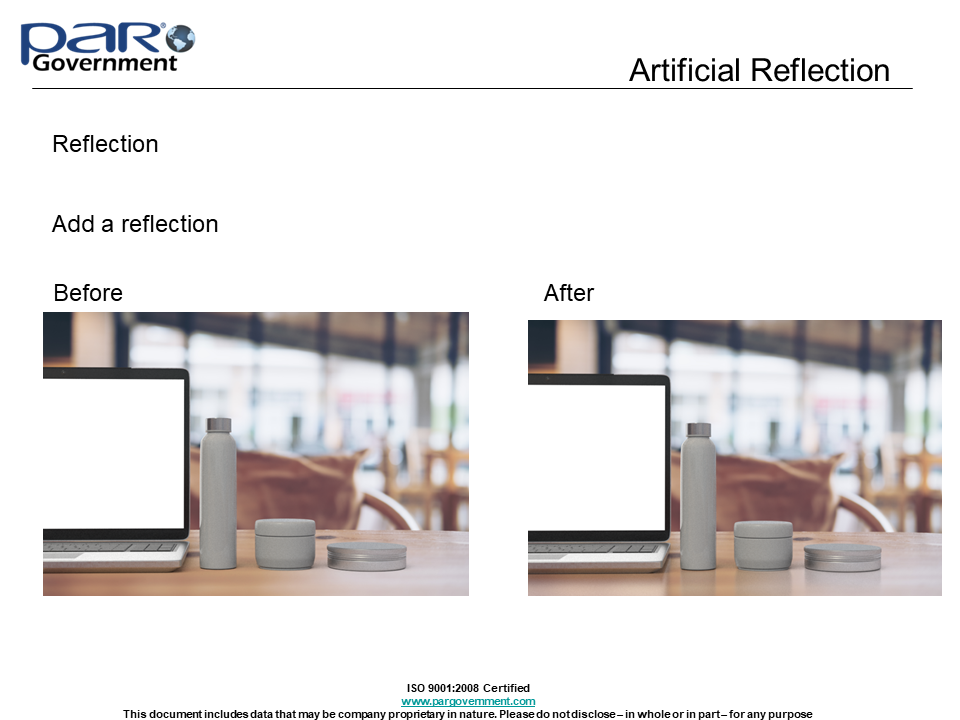 PAR®
Government
Artificial Reflection
Reflection
Add a reflection
Before
After
ISO 9001:2008 Certified
www.pargovernment.com
This document includes data that may be company proprietary in nature. Please do not disclose – in whole or in part – for any purpose